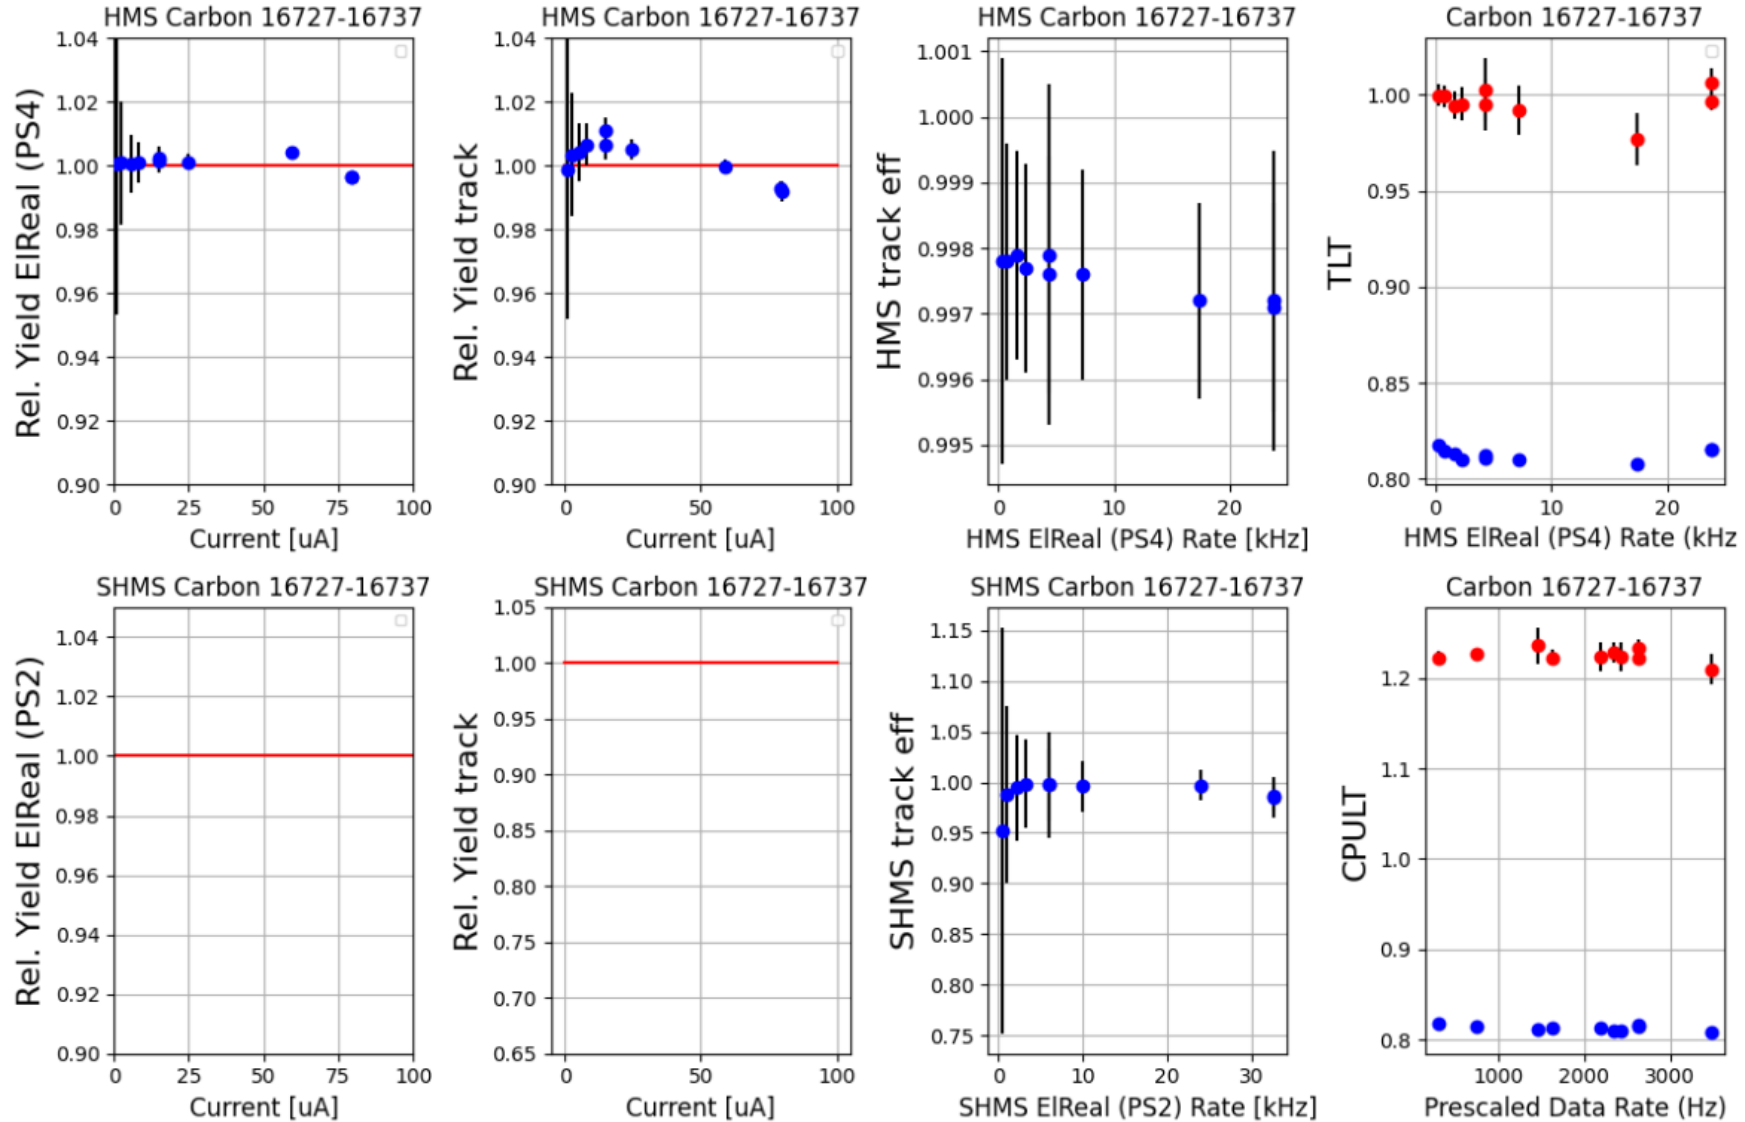 HMS Carbon 16727-16737
1.04
1.02
1.00
0.98
0.96
0.94
0.92
0.90
0 25 50 75 100
Rel. Yield ElReal (PS4)
Current [uA]
HMS Carbon 16727-16737
1.04
1.02
1.00
0.98
0.96
0.94
0.92
0.90
0 50 100
Rel. Yield track
Current [uA]
HMS Carbon 16727-16737
1.001
1.000
0.999
0.998
0.997
0.996
0.995
0 10 20
HMS track eff
HMS ElReal (PS4) Rate [kHz]
Carbon 16727-16737
1.00
0.95
0.90
0.85
0.80
0 10 20
TLT
HMS ElReal (PS4) Rate (kHz
SHMS Carbon 16727-16737
1.04
1.02
1.00
0.98
0.96
0.94
0.92
0.90
0 25 50 75 100
Rel. Yield ElReal (PS2)
Current [uA]
SHMS Carbon 16727-16737
1.05
1.00
0.95
0.90
0.85
0.80
0.75
0.70
0.65
0 50 100
Rel. Yield track
Current [uA]
SHMS Carbon 16727-16737
1.15
1.10
1.05
1.00
0.95
0.90
0.85
0.80
0.75
0 10 20 30
SHMS track eff
SHMS ElReal (PS2) Rate [kHz]
Carbon 16727-16737
1.2
1.1
1.0
0.9
0.8
1000 2000 3000
CPULT
Prescaled Data Rate (Hz)